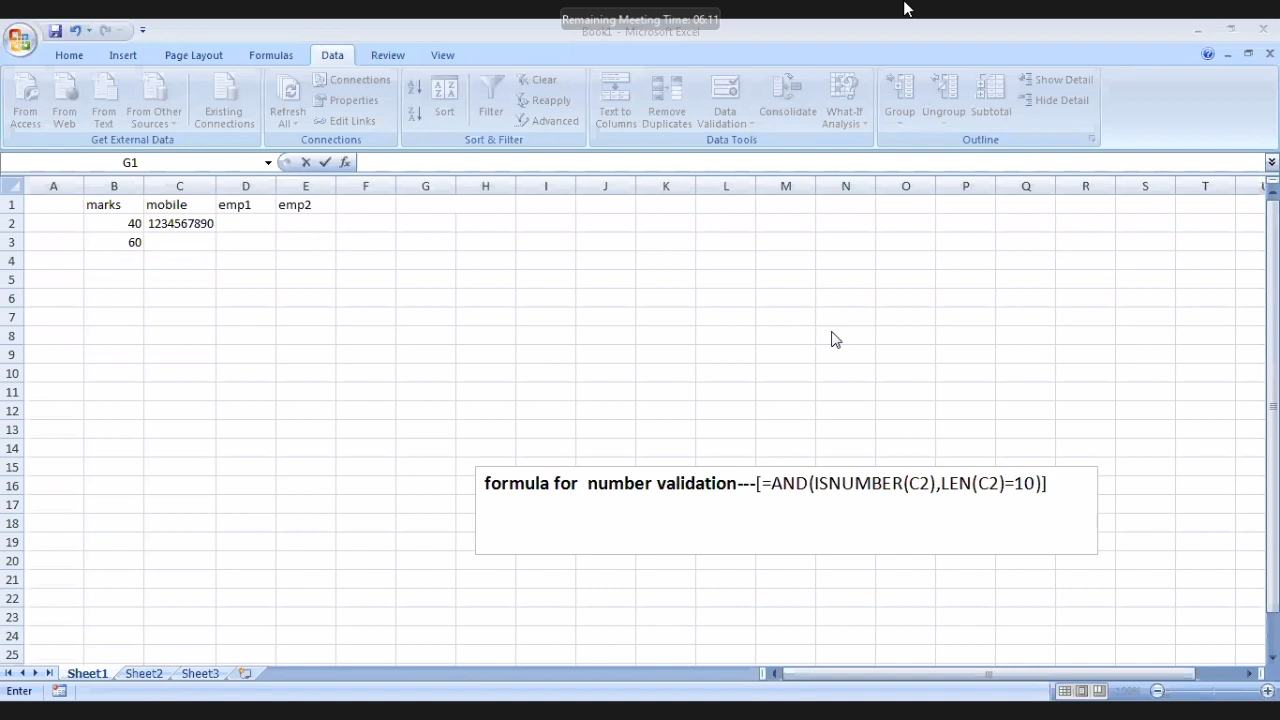 Remaining Meeting Time: 06:11
Book1 - Microsoft Excel
Home Insert Page Layout Formulas Data Review View
From Access From Web From Text From Other Sources Existing Connections
Get External Data
Refresh All Connections Properties Edit Links
Connections
Sort Filter Clear Reapply Advanced
Sort & Filter
Text to Columns Remove Duplicates Data Validation Consolidate What-If Analysis
Data Tools
Group Ungroup Subtotal Show Detail Hide Detail
Outline
G1 fx
A B C D E F G H I J K L M N O P Q R S T
1 marks mobile emp1 emp2
2 40 1234567890
3 60
4
5
6
7
8
9
10
11
12
13
14
15
16 formula for number validation---[=AND(ISNUMBER(C2),LEN(C2)=10)]
17
18
19
20
21
22
23
24
25
Sheet1 Sheet2 Sheet3
Enter 100%